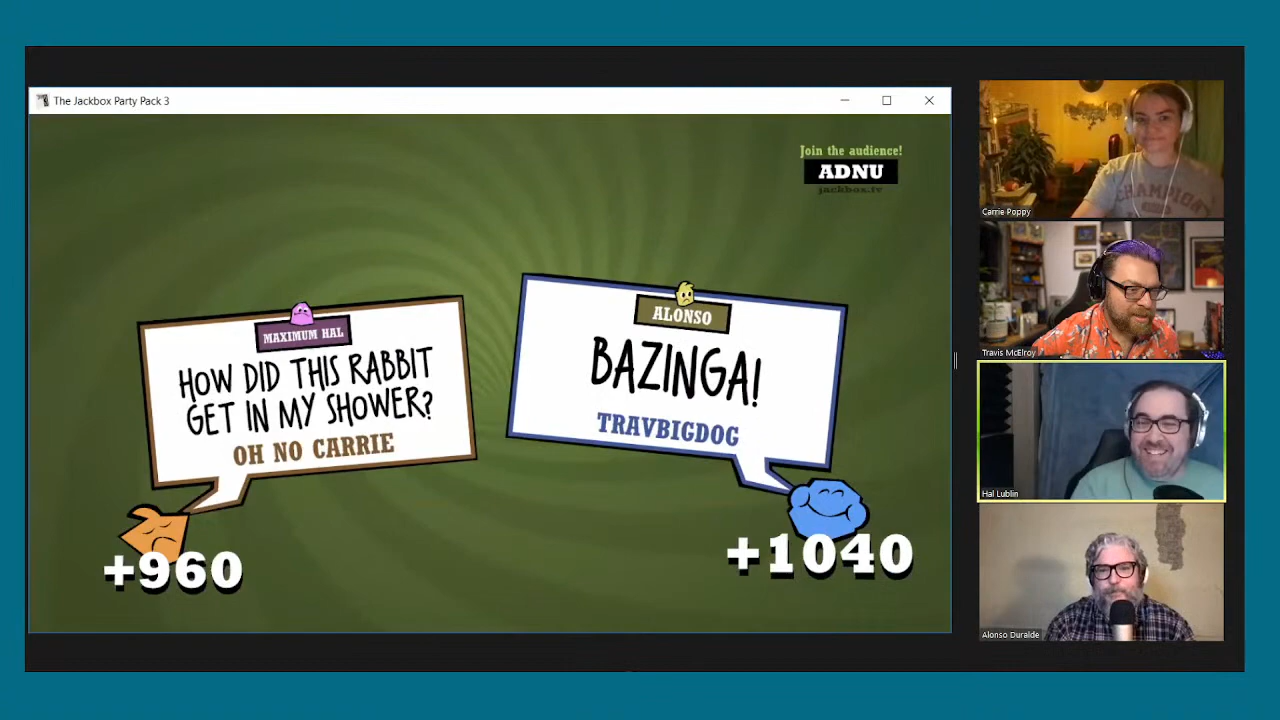 The Jackbox Party Pack 3
Join the audience!
ADNU
jackbox.tv
MAXIMUM HAL
HOW DID THIS RABBIT
GET IN MY SHOWER?
OH NO CARRIE
+960
ALONSO
BAZINGA!
TRAVBIGDOG
+1040
CHAMPION
Carrie Poppy
Travis McElroy
Hal Lublin
Alonso Duralde